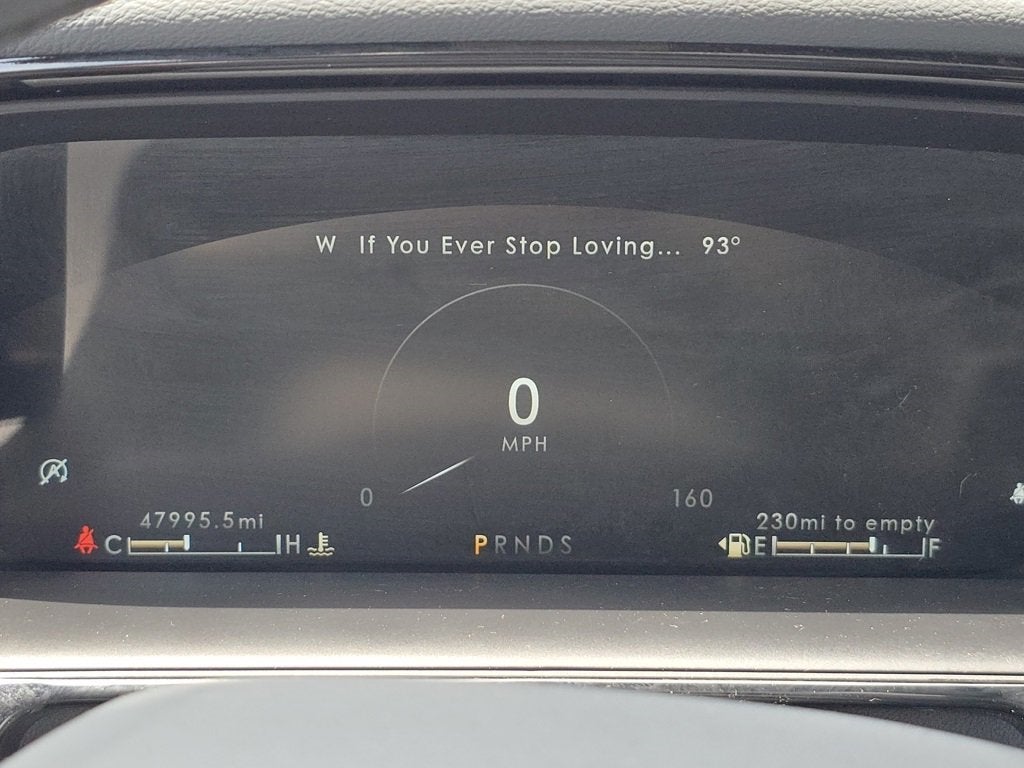 W If You Ever Stop Loving... 93°
0
MPH
0 160
47995.5mi 230mi to empty
C H PRNDS E F